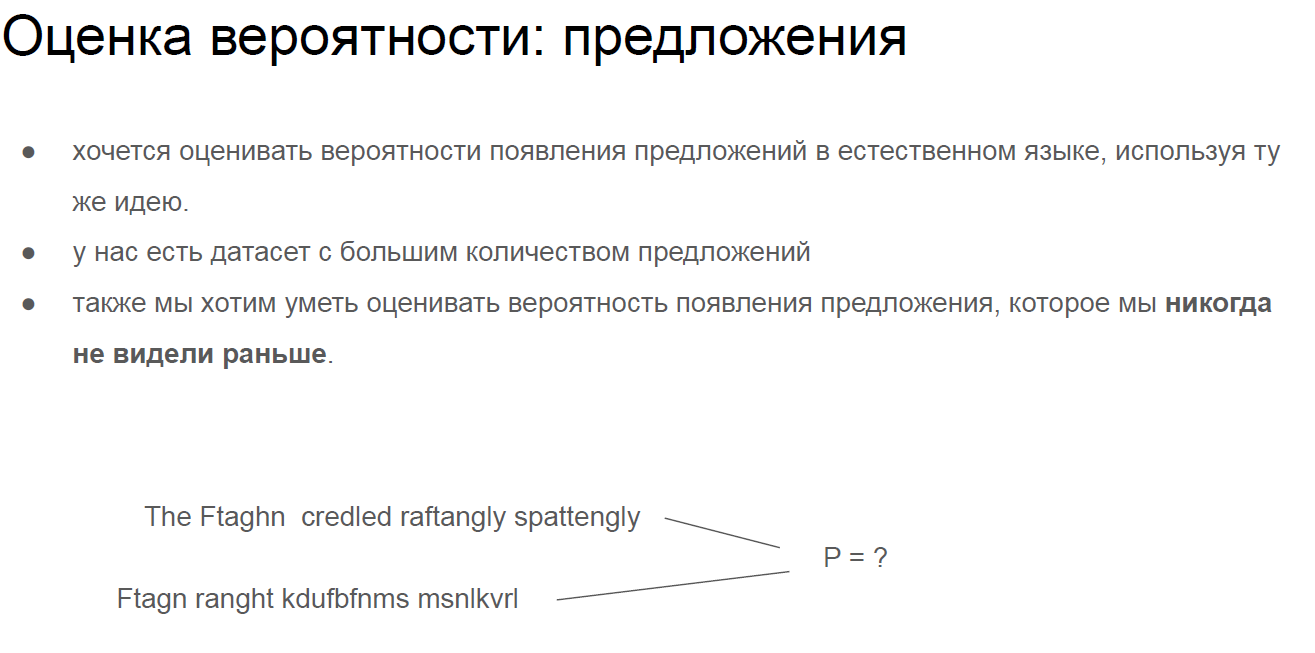 Оценка вероятности: предложения
● хочется оценивать вероятности появления предложений в естественном языке, используя ту
же идею.
● у нас есть датасет с большим количеством предложений
● также мы хотим уметь оценивать вероятность появления предложения, которое мы никогда
не видели раньше.
The Ftaghn  credled raftangly spattengly
P = ?
Ftagn ranght kdufbfnms msnlkvrl